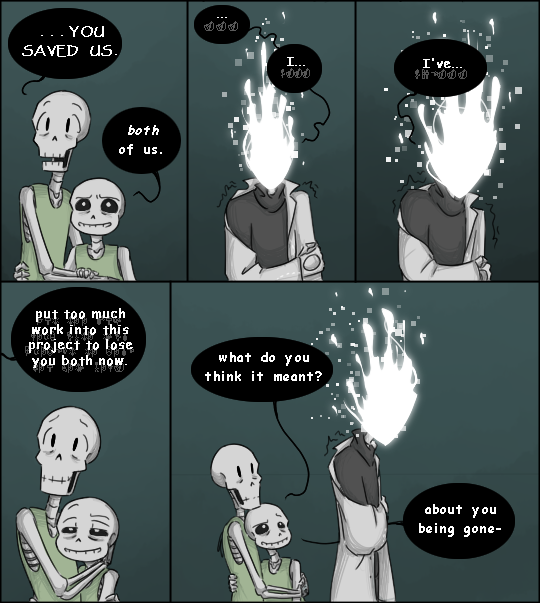 ...YOU
SAVED US.
both
of us.
...
I...
I've...
put too much
work into this
project to lose
you both now.
what do you
think it meant?
about you
being gone-